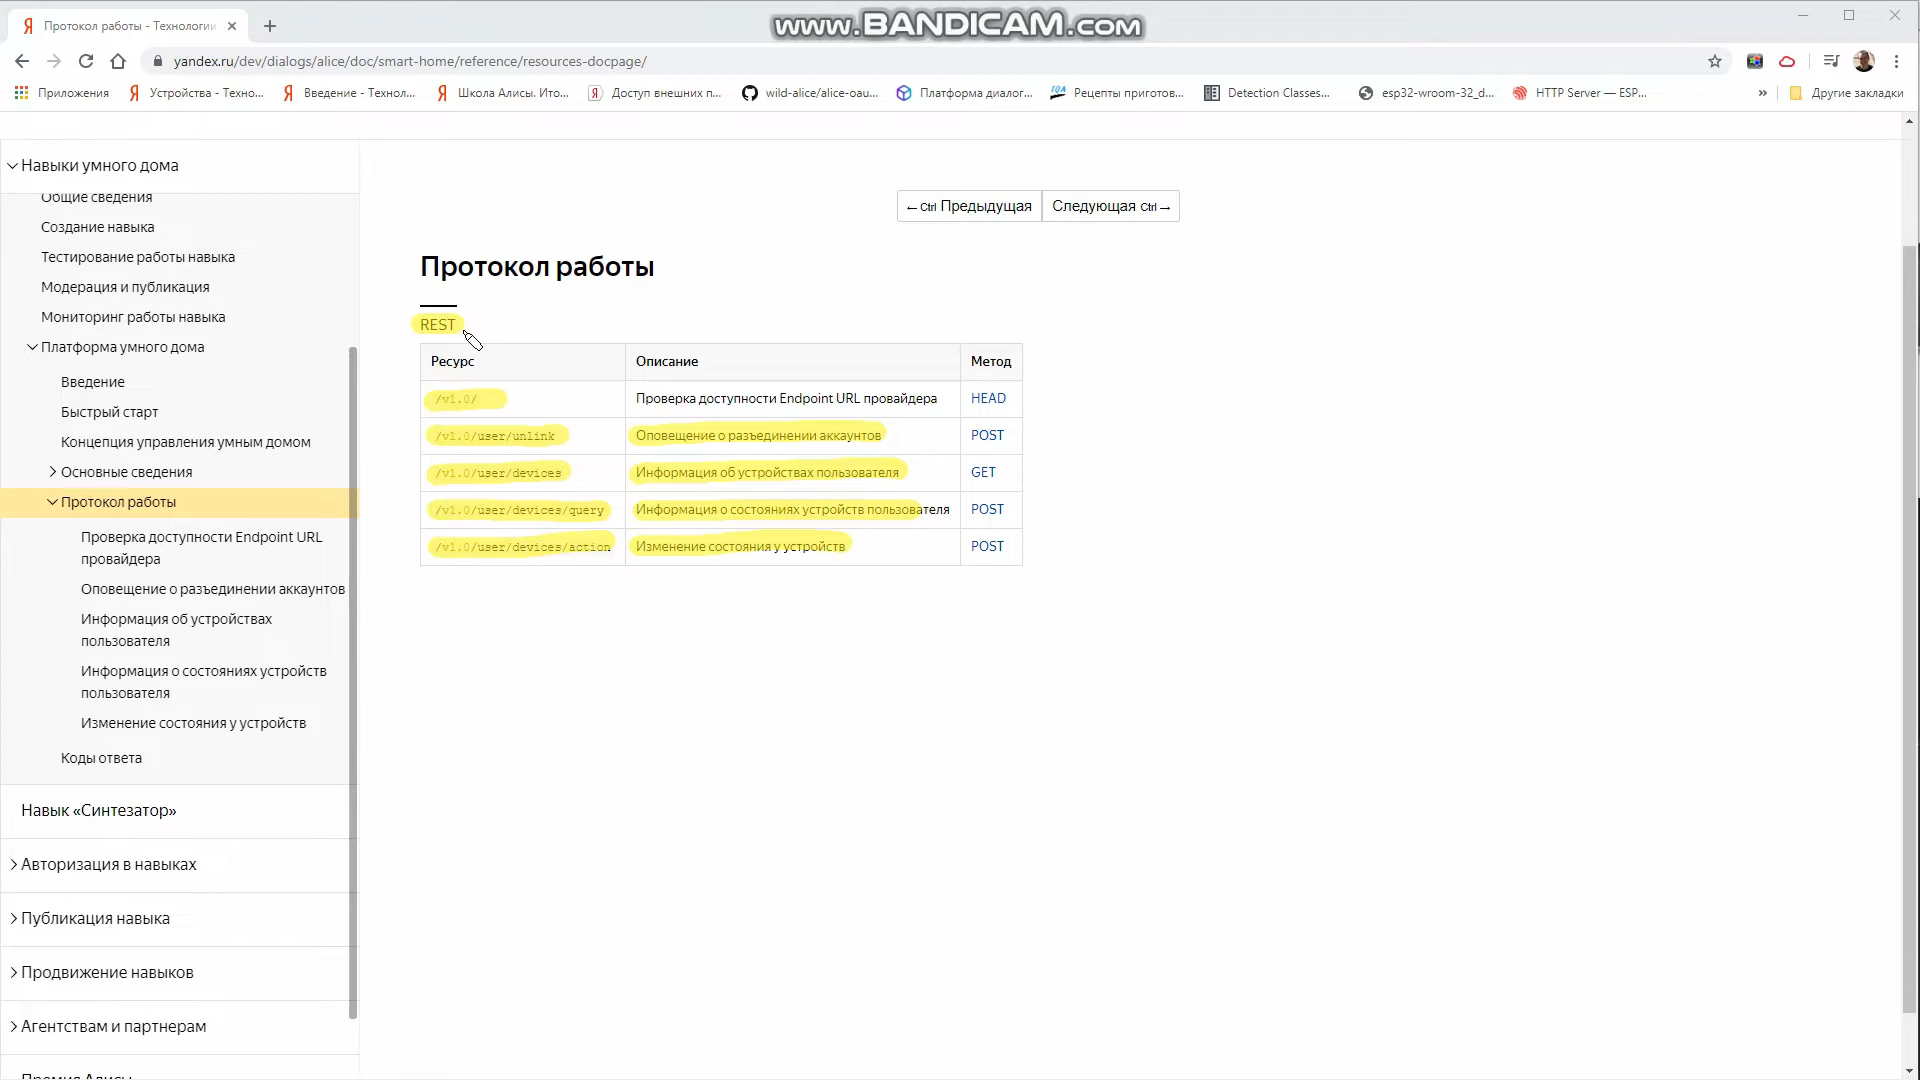 Протокол работы - Технологии
www.BANDICAM.com
yandex.ru/dev/dialogs/alice/doc/smart-home/reference/resources-docpage/
Приложения
Устройства - Техно...
Введение - Технол...
Школа Алисы. Ито...
Доступ внешних п...
wild-alice/alice-oau...
Платформа диалог...
Рецепты приготов...
Detection Classes...
esp32-wroom-32_d...
HTTP Server — ESP...
»
Другие закладки
Навыки умного дома
Общие сведения
Создание навыка
Тестирование работы навыка
Модерация и публикация
Мониторинг работы навыка
Платформа умного дома
Введение
Быстрый старт
Концепция управления умным домом
Основные сведения
Протокол работы
Проверка доступности Endpoint URL
провайдера
Оповещение о разъединении аккаунтов
Информация об устройствах
пользователя
Информация о состояниях устройств
пользователя
Изменение состояния у устройств
Коды ответа
Навык «Синтезатор»
Авторизация в навыках
Публикация навыка
Продвижение навыков
Агентствам и партнерам
Премия Алисы
←Ctrl Предыдущая
Следующая Ctrl→
Протокол работы
REST
Ресурс Описание Метод
/v1.0/ Проверка доступности Endpoint URL провайдера HEAD
/v1.0/user/unlink Оповещение о разъединении аккаунтов POST
/v1.0/user/devices Информация об устройствах пользователя GET
/v1.0/user/devices/query Информация о состояниях устройств пользователя POST
/v1.0/user/devices/action Изменение состояния у устройств POST